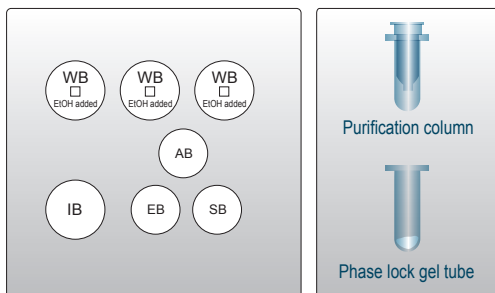 WB
EtOH added
WB
EtOH added
WB
EtOH added
AB
IB
EB
SB
Purification column
Phase lock gel tube